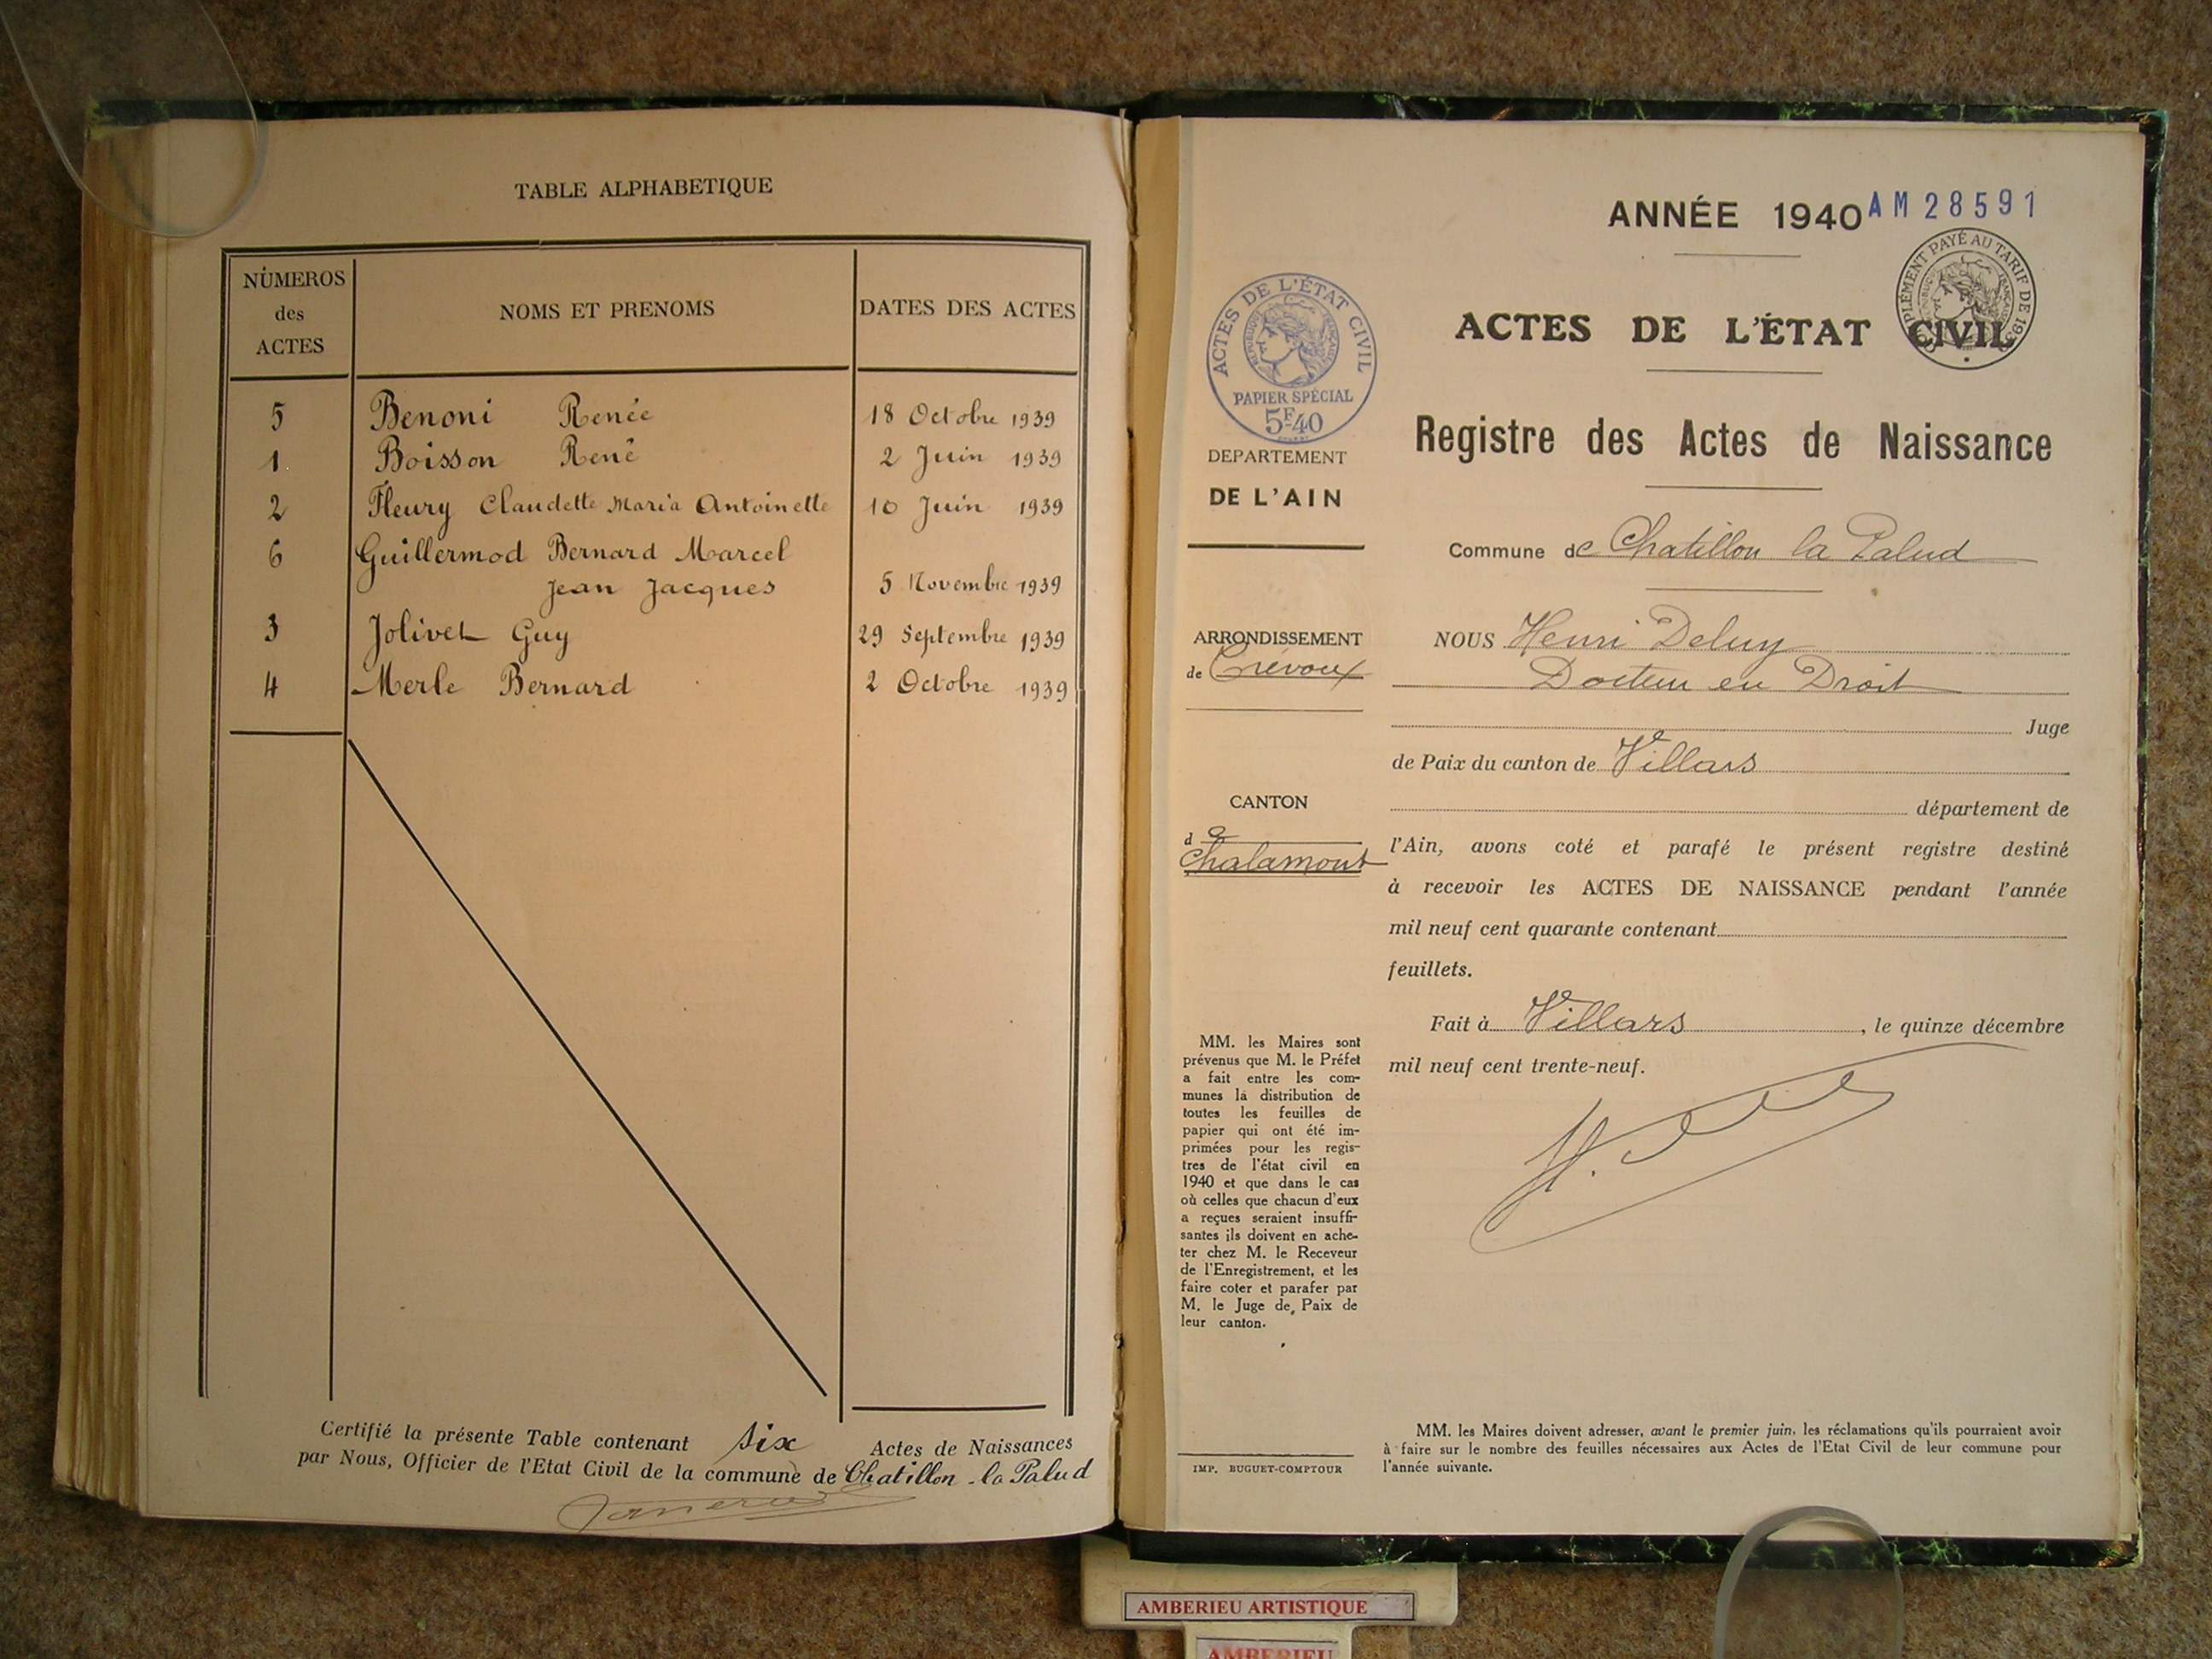 TABLE ALPHABETIQUE
NÚMEROS
des
ACTES
NOMS ET PRENOMS
DATES DES ACTES
5 Benoni Renée 18 Octobre 1939
1 Boisson René 2 Juin 1939
2 Fleury Claudette Maria Antoinette 10 Juin 1939
6 Guillermod Bernard Marcel
Jean Jacques 5 Novembre 1939
3 Jolivet Guy 29 Septembre 1939
4 Merle Bernard 2 Octobre 1939
Certifié la présente Table contenant six Actes de Naissances
par Nous, Officier de l'Etat Civil de la commune de Chatillon-la Palud
ANNÉE 1940 AM 28591
SUPPLÉMENT PAYÉ AU TARIF DE
ACTES DE L'ÉTAT CIVIL
PAPIER SPÉCIAL
5F40
ACTES DE L'ÉTAT CIVIL
DEPARTEMENT
DE L'AIN
Registre des Actes de Naissance
Commune de Chatillon la Palud
ARRONDISSEMENT
de Trévoux
NOUS Henri Deluy
Docteur en Droit
Juge
de Paix du canton de Villars
département de
CANTON
de
Chalamont
l'Ain, avons coté et parafé le présent registre destiné
à recevoir les ACTES DE NAISSANCE pendant l'année
mil neuf cent quarante contenant
feuillets.
Fait à Villars, le quinze décembre
mil neuf cent trente-neuf.
MM. les Maires sont
prévenus que M. le Préfet
a fait entre les com-
munes la distribution de
toutes les feuilles de
papier qui ont été im-
primées pour les regis-
tres de l'état civil en
1940 et que dans le cas
où celles que chacun d'eux
a reçues seraient insuffi-
santes ils doivent en ache-
ter chez M. le Receveur
de l'Enregistrement, et les
faire coter et parafer par
M. le Juge de Paix de
leur canton.
IMP. BUGUET-COMPTOUR
MM. les Maires doivent adresser, avant le premier juin, les réclamations qu'ils pourraient avoir
à faire sur le nombre des feuilles nécessaires aux Actes de l'Etat Civil de leur commune pour
l'année suivante.
AMBERIEU ARTISTIQUE
AMBERIEU